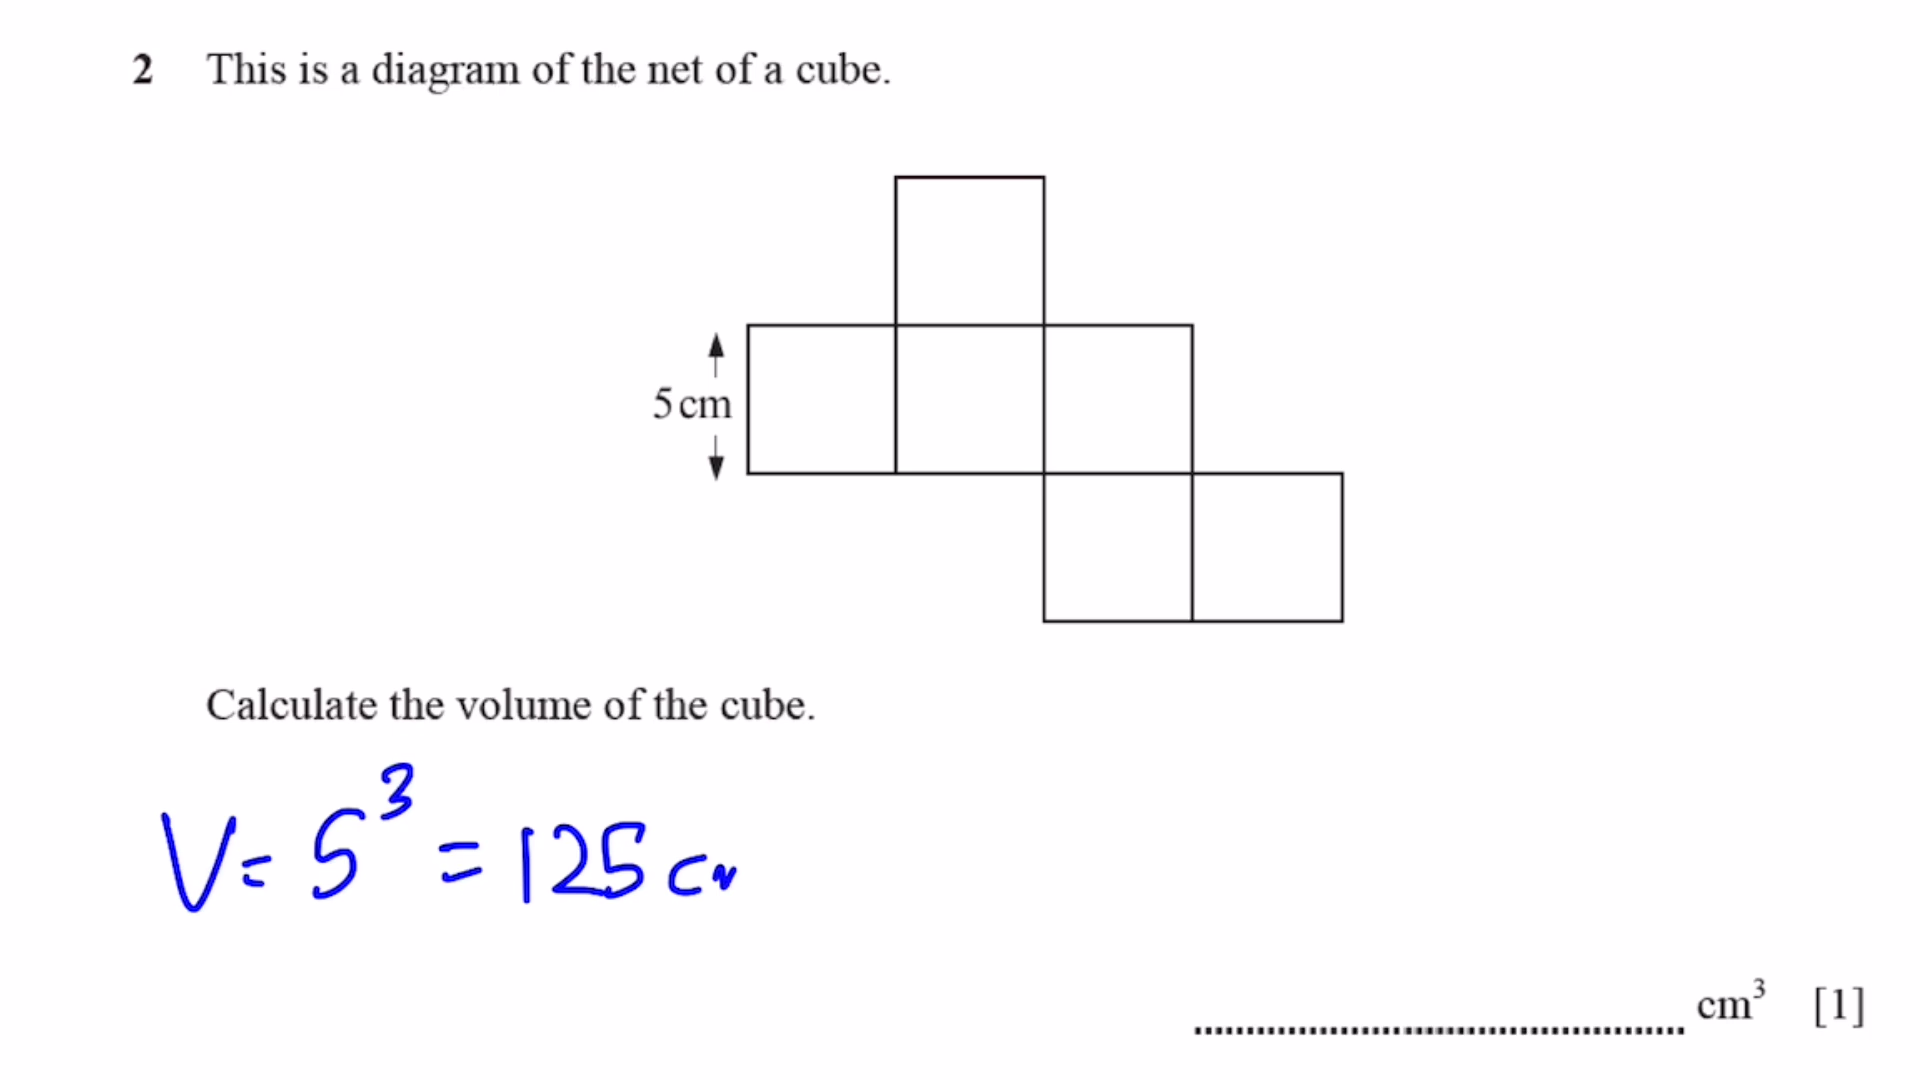 2 This is a diagram of the net of a cube.
5 cm
Calculate the volume of the cube.
V = 5³ = 125 cm
........................................ cm³ [1]